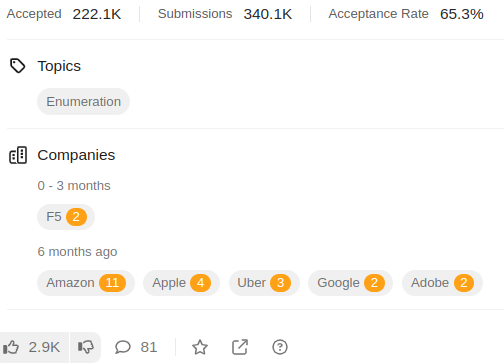 Accepted 222.1K Submissions 340.1K Acceptance Rate 65.3%
Topics
Enumeration
Companies
0 - 3 months
F5 2
6 months ago
Amazon 11 Apple 4 Uber 3 Google 2 Adobe 2
2.9K 81